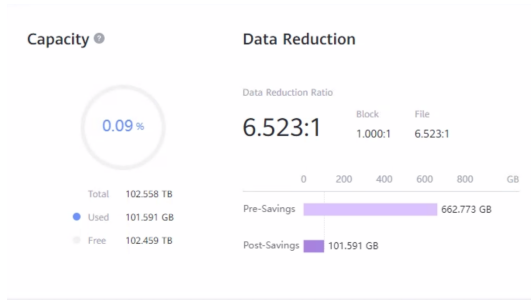 Capacity ?
Data Reduction
0.09 %
Data Reduction Ratio
6.523:1
Block
1.000:1
File
6.523:1
Total 102.558 TB
Used 101.591 GB
Free 102.459 TB
0 200 400 600 800 GB
Pre-Savings 662.773 GB
Post-Savings 101.591 GB